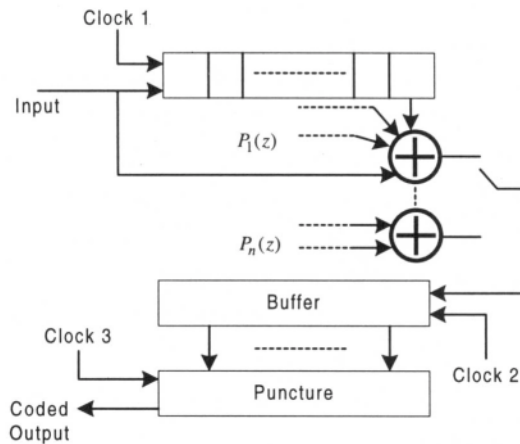 Clock 1
Input
P₁(z)
Pₙ(z)
Buffer
Clock 3
Clock 2
Puncture
Coded
Output